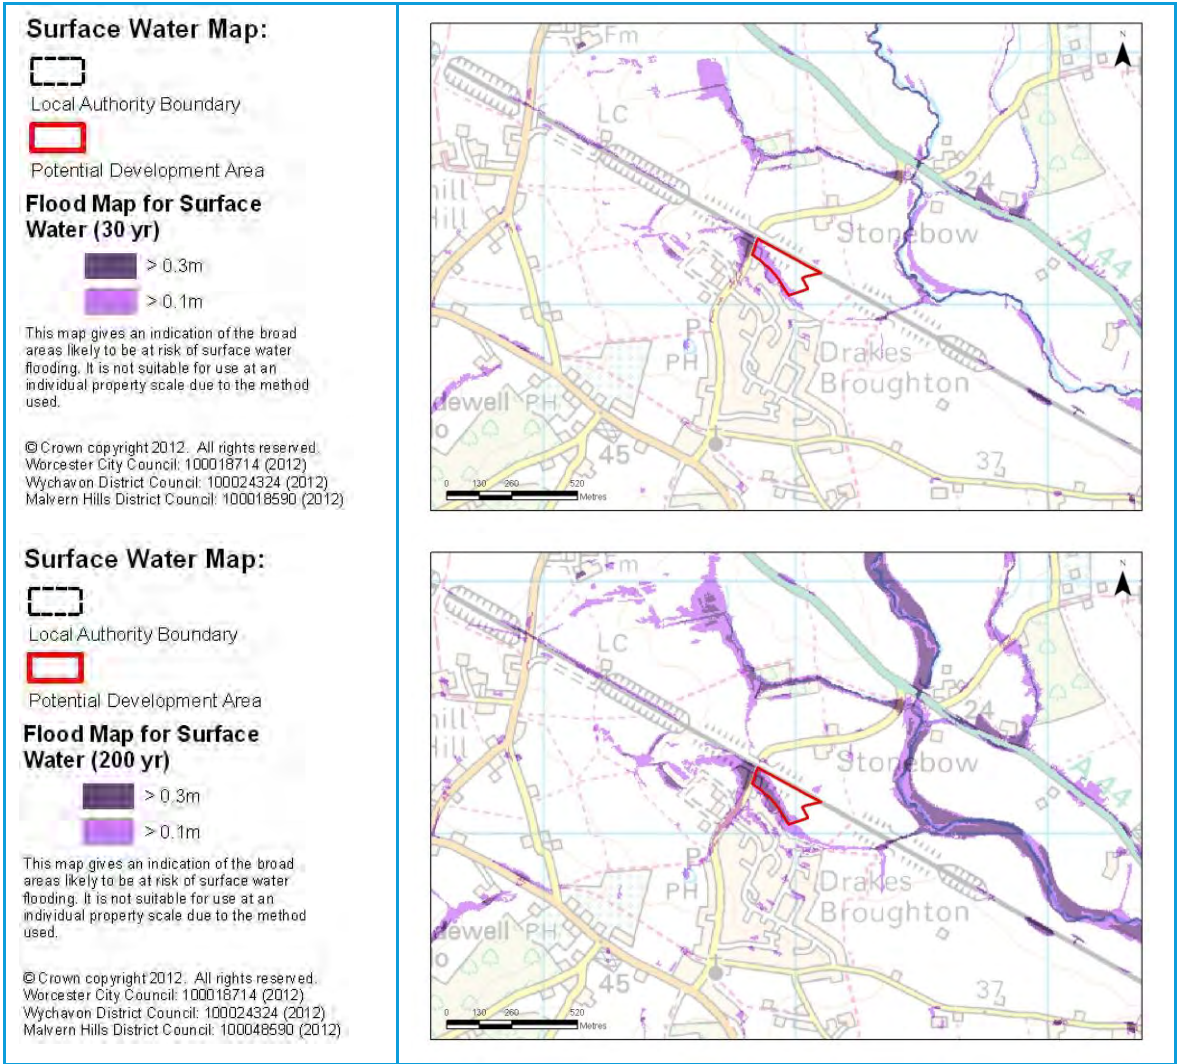 Surface Water Map:
Local Authority Boundary
Potential Development Area
Flood Map for Surface
Water (30 yr)
> 0.3m
> 0.1m
This map gives an indication of the broad
areas likely to be at risk of surface water
flooding. It is not suitable for use at an
individual property scale due to the method
used.
© Crown copyright 2012. All rights reserved.
Worcester City Council: 100018714 (2012)
Wychavon District Council: 100024324 (2012)
Malvern Hills District Council: 100018590 (2012)
Fm
N
LC
24
hill
Hill
Stonebow
A 44
P
PH
Drakes
Broughton
dewell PH
o
45
37
0 130 260 520
Metres
Surface Water Map:
Local Authority Boundary
Potential Development Area
Flood Map for Surface
Water (200 yr)
> 0.3m
> 0.1m
This map gives an indication of the broad
areas likely to be at risk of surface water
flooding. It is not suitable for use at an
individual property scale due to the method
used.
© Crown copyright 2012. All rights reserved.
Worcester City Council: 100018714 (2012)
Wychavon District Council: 100024324 (2012)
Malvern Hills District Council: 100048590 (2012)
Fm
N
LC
24
hill
Hill
Stonebow
A 44
P
PH
Drakes
Broughton
dewell PH
o
45
37
0 130 260 520
Metres